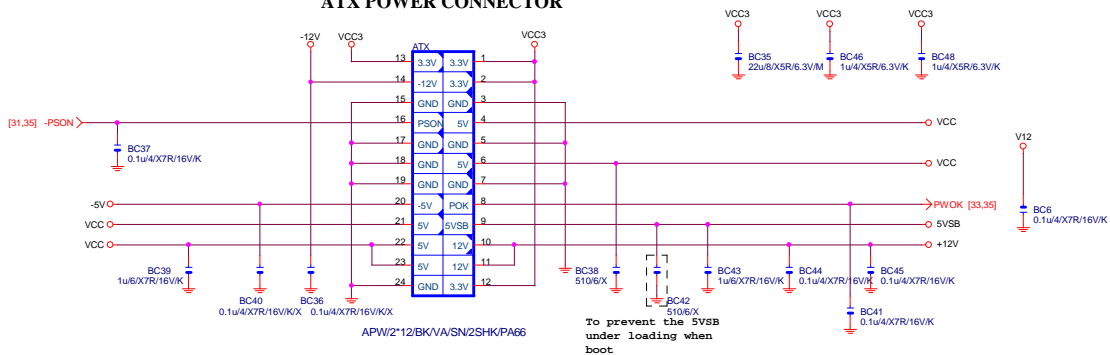 ATX POWER CONNECTOR
-12V
VCC3
ATX
VCC3
VCC3
VCC3
VCC3
13 3.3V 3.3V 1
14 -12V 3.3V 2
15 GND GND 3
16 PSON 5V 4
17 GND GND 5
18 GND 5V 6
19 GND GND 7
20 -5V POK 8
21 5V 5VSB 9
22 5V 12V 10
23 5V 12V 11
24 GND 3.3V 12
BC35
22u/8/X5R/6.3V/M
BC46
1u/4/X5R/6.3V/K
BC48
1u/4/X5R/6.3V/K
[31,35] -PSON
BC37
0.1u/4/X7R/16V/K
VCC
VCC
V12
BC6
0.1u/4/X7R/16V/K
-5V
VCC
VCC
PWOK [33,35]
5VSB
+12V
BC39
1u/6/X7R/16V/K
BC40
0.1u/4/X7R/16V/K/X
BC36
0.1u/4/X7R/16V/K/X
BC38
510/6/X
BC42
510/6/X
BC43
1u/6/X7R/16V/K
BC44
0.1u/4/X7R/16V/K
BC45
0.1u/4/X7R/16V/K
BC41
0.1u/4/X7R/16V/K
APW/2*12/BK/VA/SN/2SHK/PA66
To prevent the 5VSB
under loading when
boot